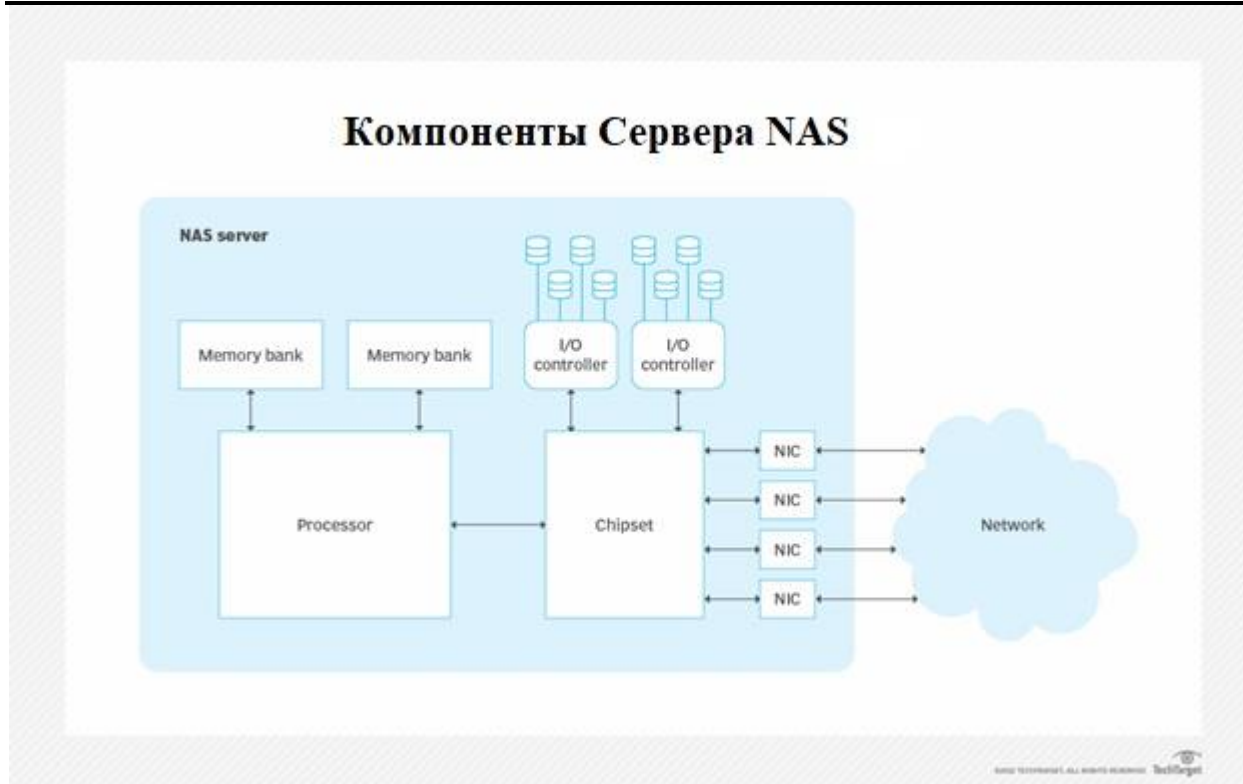 Компоненты Сервера NAS
NAS server
Memory bank
Memory bank
I/O
controller
I/O
controller
Processor
Chipset
NIC
NIC
NIC
NIC
Network
TechTarget